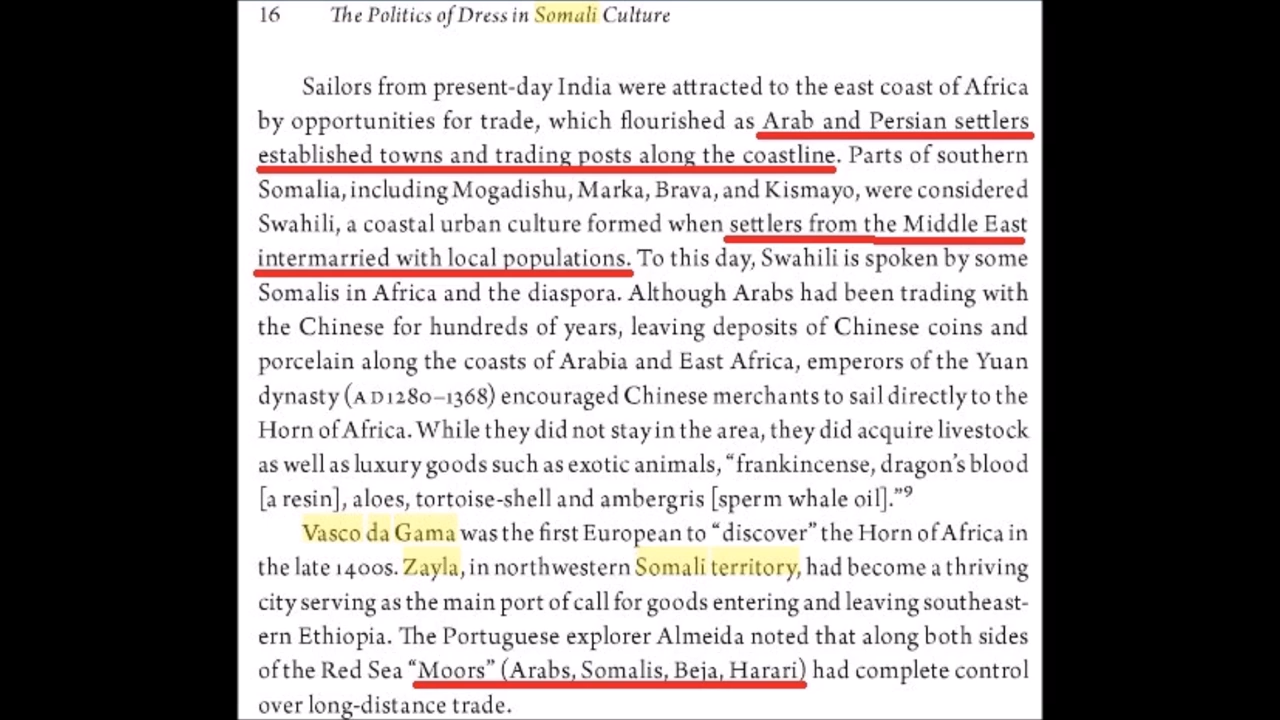 16 The Politics of Dress in Somali Culture
Sailors from present-day India were attracted to the east coast of Africa
by opportunities for trade, which flourished as Arab and Persian settlers
established towns and trading posts along the coastline. Parts of southern
Somalia, including Mogadishu, Marka, Brava, and Kismayo, were considered
Swahili, a coastal urban culture formed when settlers from the Middle East
intermarried with local populations. To this day, Swahili is spoken by some
Somalis in Africa and the diaspora. Although Arabs had been trading with
the Chinese for hundreds of years, leaving deposits of Chinese coins and
porcelain along the coasts of Arabia and East Africa, emperors of the Yuan
dynasty (AD1280–1368) encouraged Chinese merchants to sail directly to the
Horn of Africa. While they did not stay in the area, they did acquire livestock
as well as luxury goods such as exotic animals, “frankincense, dragon’s blood
[a resin], aloes, tortoise-shell and ambergris [sperm whale oil].”⁹
Vasco da Gama was the first European to “discover” the Horn of Africa in
the late 1400s. Zayla, in northwestern Somali territory, had become a thriving
city serving as the main port of call for goods entering and leaving southeast-
ern Ethiopia. The Portuguese explorer Almeida noted that along both sides
of the Red Sea “Moors” (Arabs, Somalis, Beja, Harari) had complete control
over long-distance trade.